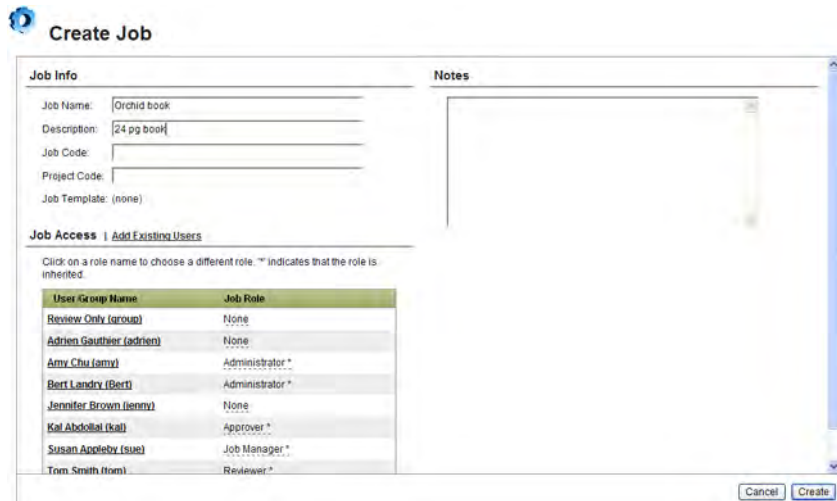 Create Job
Job Info
Job Name: Orchid book
Description: 24 pg book
Job Code:
Project Code:
Job Template: (none)
Job Access | Add Existing Users
Click on a role name to choose a different role. '*' indicates that the role is
inherited.
User/Group Name Job Role
Review Only (group) None
Adrien Gauthier (adrien) None
Amy Chu (amy) Administrator *
Bert Landry (Bert) Administrator *
Jennifer Brown (jenny) None
Kal Abdollal (kal) Approver *
Susan Appleby (sue) Job Manager *
Tom Smith (tom) Reviewer *
Notes
Cancel Create